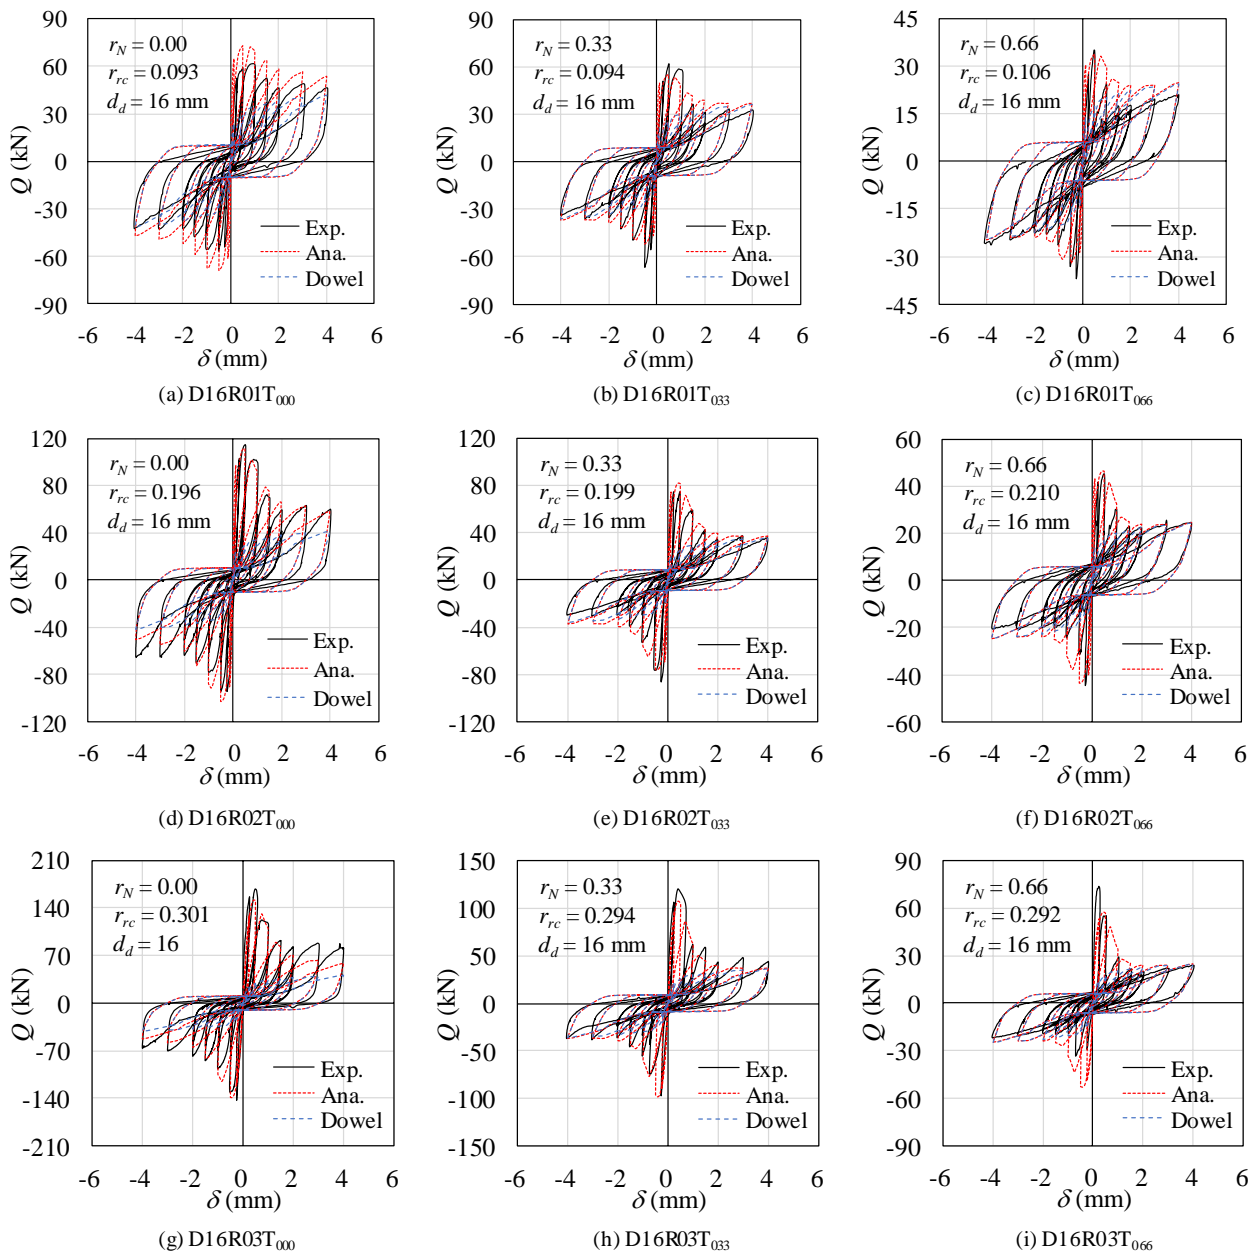 90
60
30
0
-30
-60
-90
Q (kN)
r_N = 0.00
r_rc = 0.093
d_d = 16 mm
Exp.
Ana.
Dowel
-6 -4 -2 0 2 4 6
δ (mm)
(a) D16R01T000
90
60
30
0
-30
-60
-90
Q (kN)
r_N = 0.33
r_rc = 0.094
d_d = 16 mm
Exp.
Ana.
Dowel
-6 -4 -2 0 2 4 6
δ (mm)
(b) D16R01T033
45
30
15
0
-15
-30
-45
Q (kN)
r_N = 0.66
r_rc = 0.106
d_d = 16 mm
Exp.
Ana.
Dowel
-6 -4 -2 0 2 4 6
δ (mm)
(c) D16R01T066
120
80
40
0
-40
-80
-120
Q (kN)
r_N = 0.00
r_rc = 0.196
d_d = 16 mm
Exp.
Ana.
Dowel
-6 -4 -2 0 2 4 6
δ (mm)
(d) D16R02T000
120
80
40
0
-40
-80
-120
Q (kN)
r_N = 0.33
r_rc = 0.199
d_d = 16 mm
Exp.
Ana.
Dowel
-6 -4 -2 0 2 4 6
δ (mm)
(e) D16R02T033
60
40
20
0
-20
-40
-60
Q (kN)
r_N = 0.66
r_rc = 0.210
d_d = 16 mm
Exp.
Ana.
Dowel
-6 -4 -2 0 2 4 6
δ (mm)
(f) D16R02T066
210
140
70
0
-70
-140
-210
Q (kN)
r_N = 0.00
r_rc = 0.301
d_d = 16
Exp.
Ana.
Dowel
-6 -4 -2 0 2 4 6
δ (mm)
(g) D16R03T000
150
100
50
0
-50
-100
-150
Q (kN)
r_N = 0.33
r_rc = 0.294
d_d = 16 mm
Exp.
Ana.
Dowel
-6 -4 -2 0 2 4 6
δ (mm)
(h) D16R03T033
90
60
30
0
-30
-60
-90
Q (kN)
r_N = 0.66
r_rc = 0.292
d_d = 16 mm
Exp.
Ana.
Dowel
-6 -4 -2 0 2 4 6
δ (mm)
(i) D16R03T066